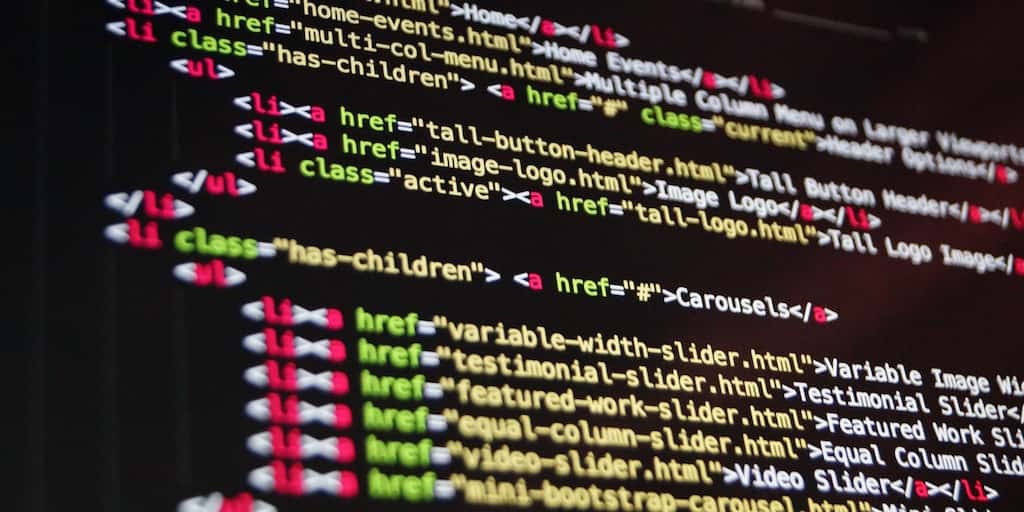 html">Home</a></li>
<li><a href="home-events.html">Home Events</a></li>
<li><a href="multi-col-menu.html">Multiple Column Menu on Larger Viewports
<li class="has-children"> <a href="#" class="current">Header Options</a>
<ul>
<li><a href="tall-button-header.html">Tall Button Header</a></li
<li><a href="image-logo.html">Image Logo</a></li>
<li class="active"><a href="tall-logo.html">Tall Logo Image</a
</ul>
</li>
<li class="has-children"> <a href="#">Carousels</a>
<ul>
<li><a href="variable-width-slider.html">Variable Image Wi
<li><a href="testimonial-slider.html">Testimonial Slider</
<li><a href="featured-work-slider.html">Featured Work Sli
<li><a href="equal-column-slider.html">Equal Column Slid
<li><a href="video-slider.html">Video Slider</a></li>
<li><a href="mini-bootstrap-carousel.html">Mini
</ul>